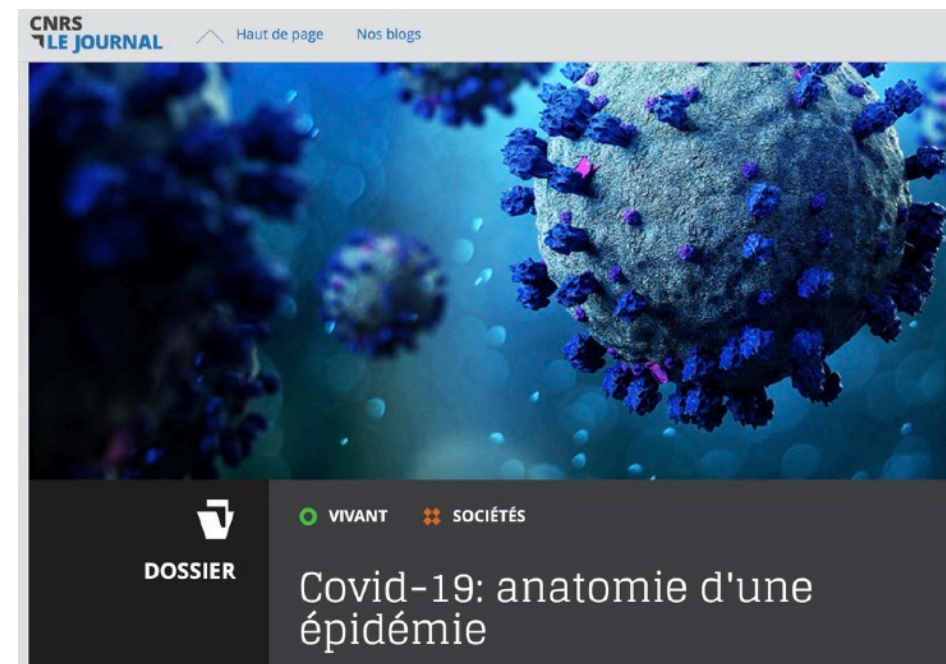 CNRS
LE JOURNAL
Haut de page Nos blogs
DOSSIER
VIVANT SOCIÉTÉS
Covid-19: anatomie d'une
épidémie